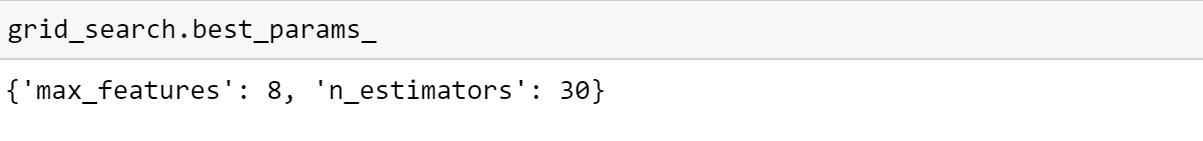 grid_search.best_params_
{'max_features': 8, 'n_estimators': 30}